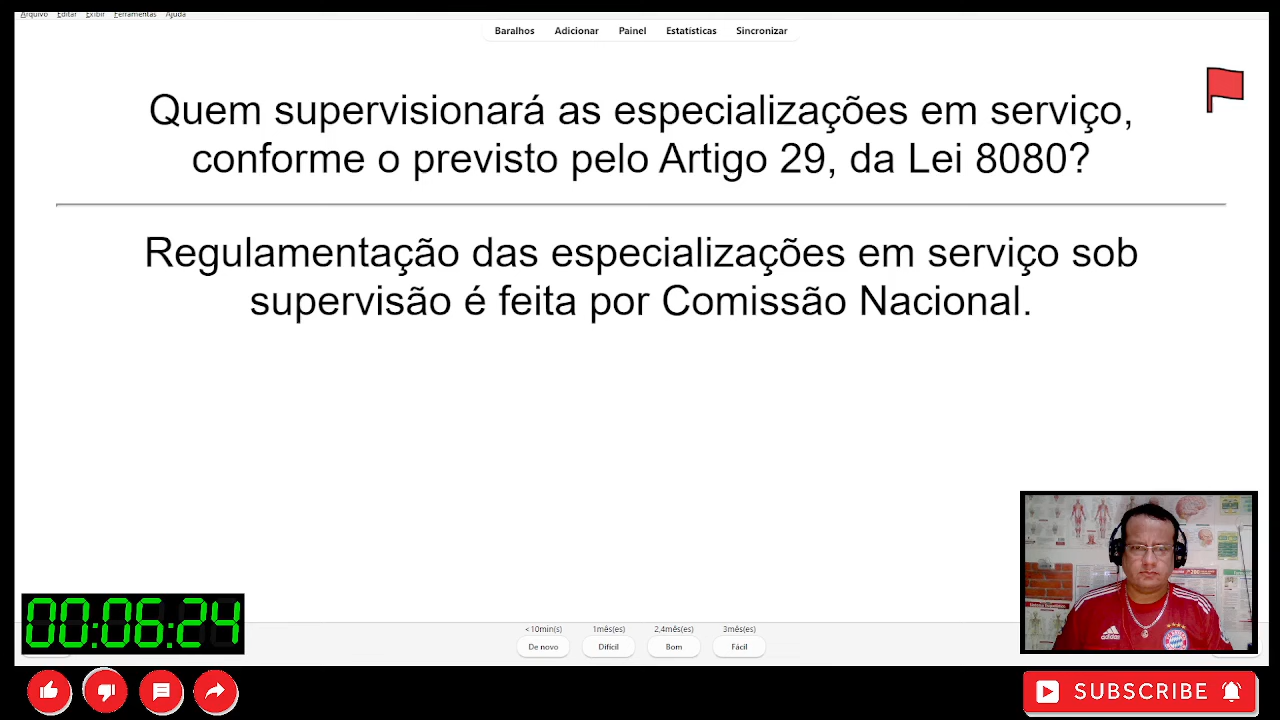 Arquivo Editar Exibir Ferramentas Ajuda
Baralhos Adicionar Painel Estatísticas Sincronizar
Quem supervisionará as especializações em serviço,
conforme o previsto pelo Artigo 29, da Lei 8080?
Regulamentação das especializações em serviço sob
supervisão é feita por Comissão Nacional.
00:06:24
<10min(s) 1mês(es) 2,4mês(es) 3mês(es)
De novo Difícil Bom Fácil
adidas
SUBSCRIBE